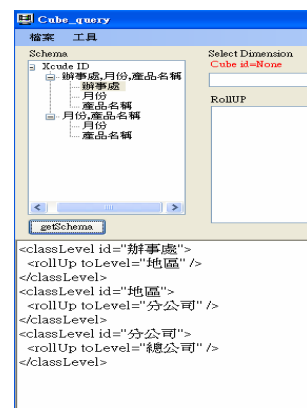 Cube_query
檔案 工具
Schema
Select Dimension
Cube id=None
Xcude ID
辦事處,月份,產品名稱
辦事處
月份
產品名稱
月份,產品名稱
月份
產品名稱
RollUP
getSchema
<classLevel id="辦事處">
<rollUp toLevel="地區" />
</classLevel>
<classLevel id="地區">
<rollUp toLevel="分公司" />
</classLevel>
<classLevel id="分公司">
<rollUp toLevel="總公司" />
</classLevel>